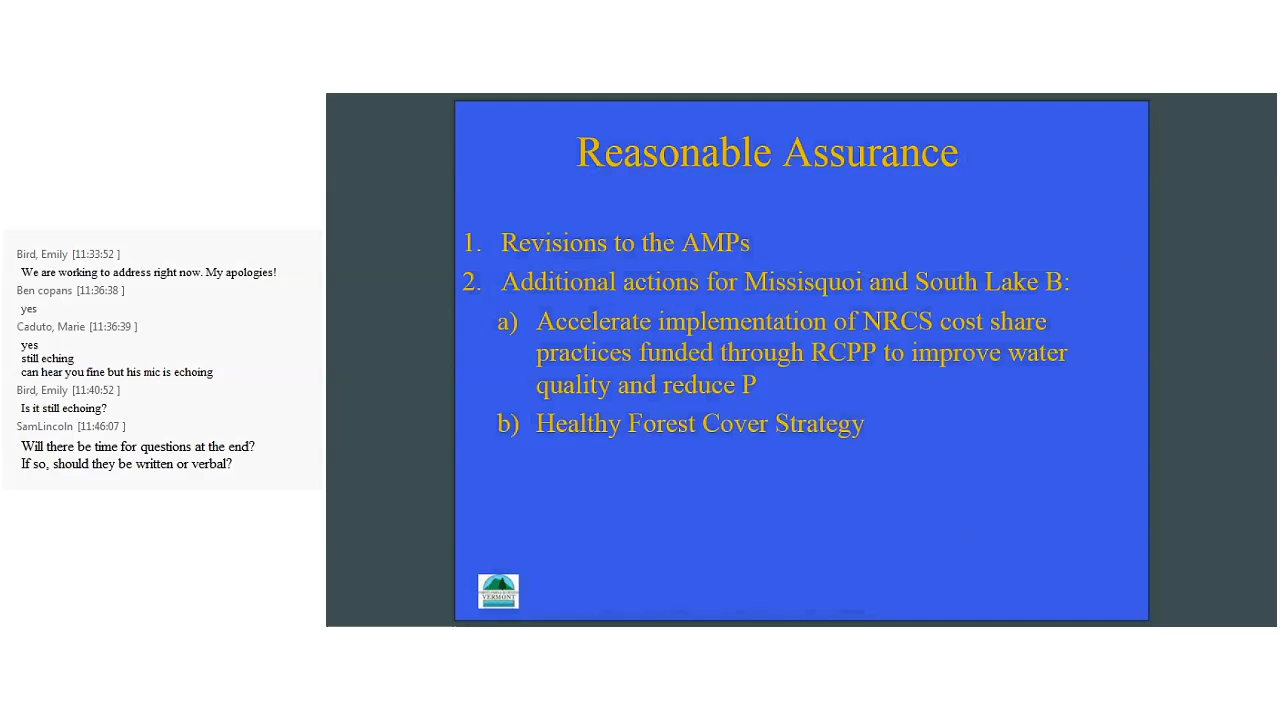 Bird, Emily [11:33:52 ]
We are working to address right now. My apologies!
Ben copans [11:36:38 ]
yes
Caduto, Marie [11:36:39 ]
yes
still eching
can hear you fine but his mic is echoing
Bird, Emily [11:40:52 ]
Is it still echoing?
SamLincoln [11:46:07 ]
Will there be time for questions at the end?
If so, should they be written or verbal?
Reasonable Assurance
1. Revisions to the AMPs
2. Additional actions for Missisquoi and South Lake B:
a) Accelerate implementation of NRCS cost share
practices funded through RCPP to improve water
quality and reduce P
b) Healthy Forest Cover Strategy
VERMONT